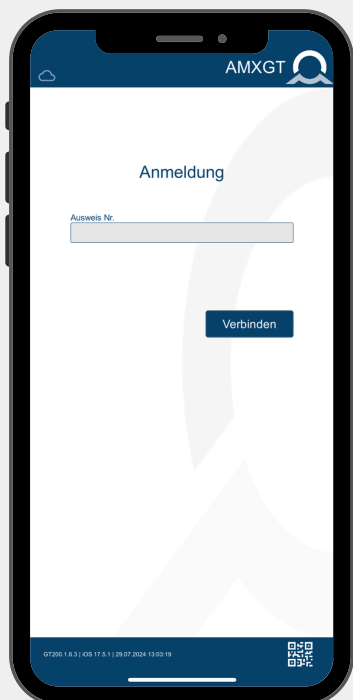 AMXGT
Anmeldung
Ausweis Nr.
Verbinden
GT200.1.6.3 | iOS 17.5.1 | 29.07.2024 13:03:19